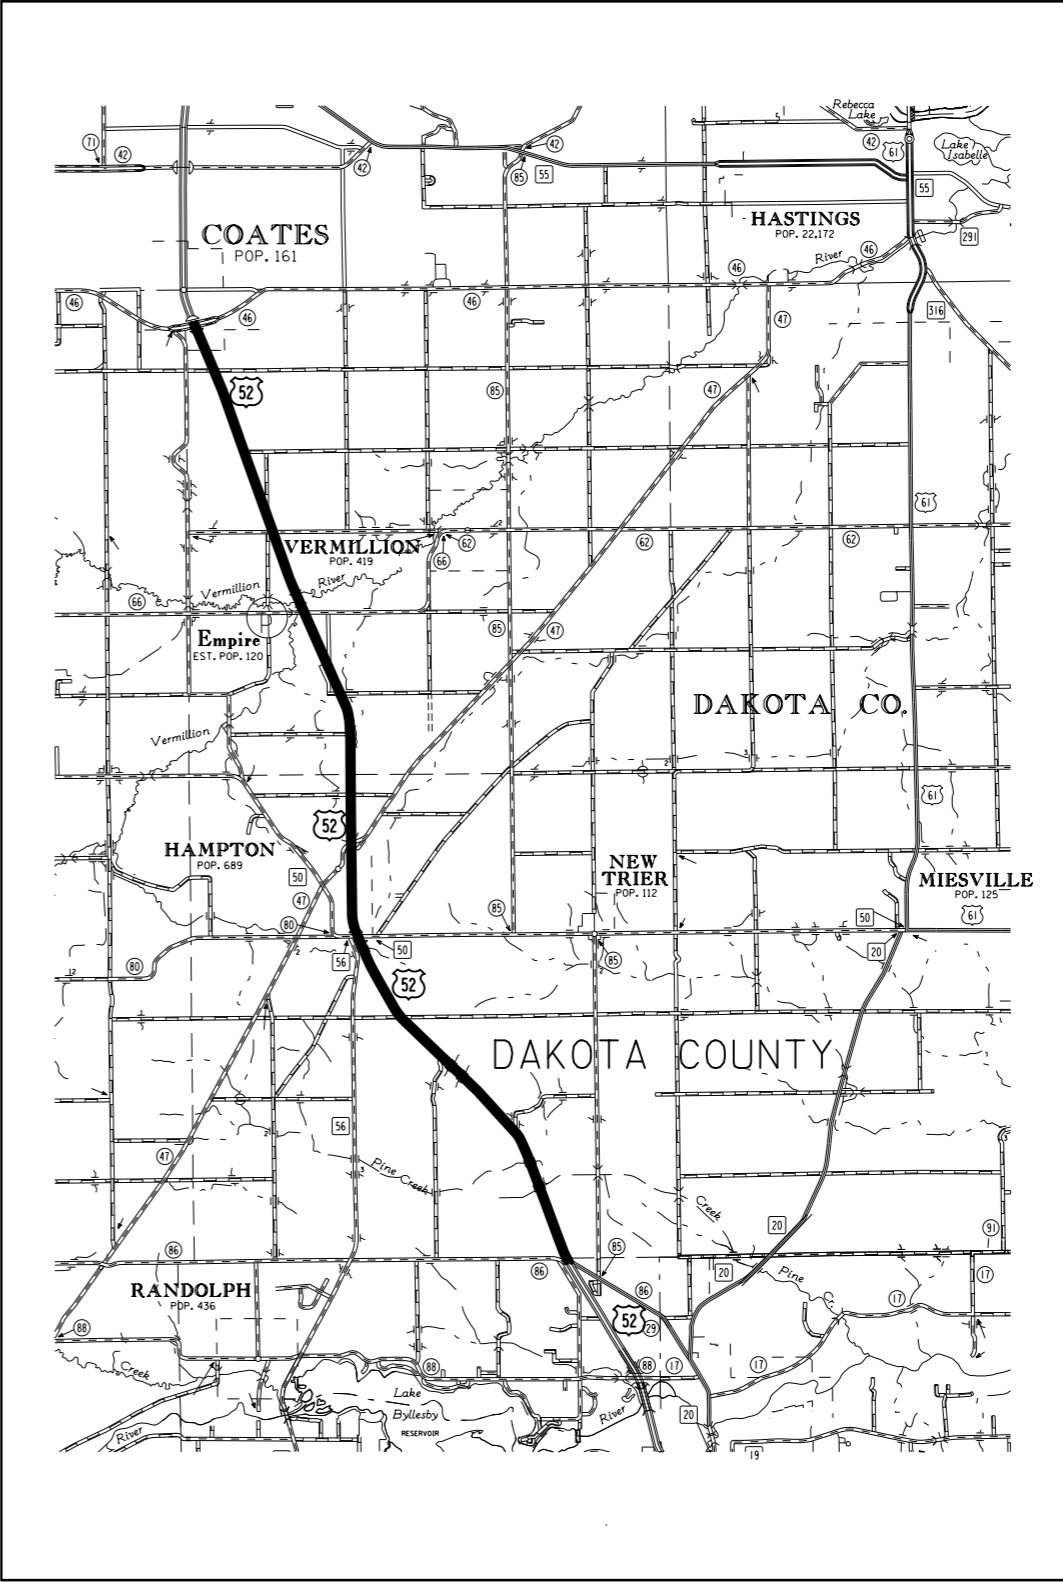 Rebecca
Lake
71
42
42
42
42
61
Lake
Isabelle
85
55
55
HASTINGS
POP. 22,172
COATES
POP. 161
291
River
46
46
46
46
46
47
316
52
85
47
61
VERMILLION
POP. 419
62
62
62
66
Vermillion
River
66
Empire
EST. POP. 120
85
47
DAKOTA CO.
Vermillion
61
52
HAMPTON
POP. 689
NEW
TRIER
POP. 112
MIESVILLE
POP. 125
50
47
85
50
61
80
56
50
85
20
80
52
DAKOTA COUNTY
56
47
Pine
Creek
Creek
20
91
86
85
86
20
Pine
Cr.
17
RANDOLPH
POP. 436
86
17
52
29
88
88
88
17
17
Creek
Lake
Byllesby
RESERVOIR
River
20
River
19